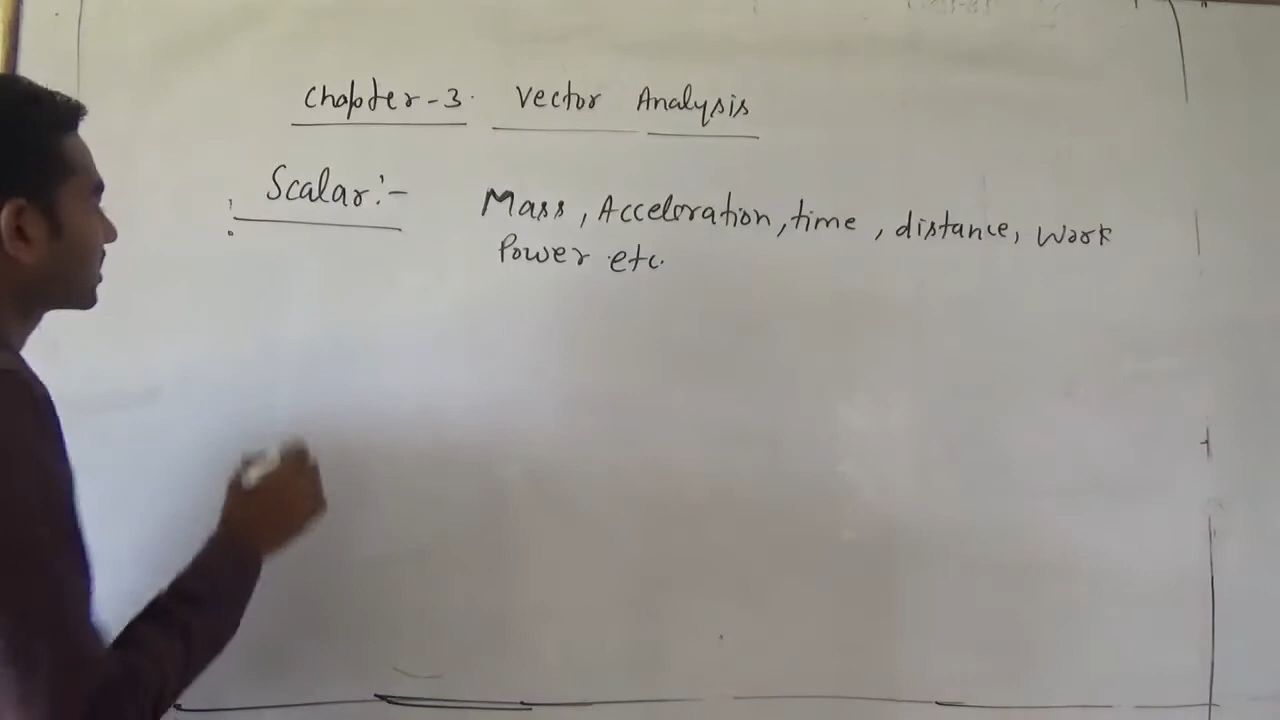 Chapter-3. Vector Analysis
Scalar:- Mass, Acceleration, time, distance, Work
Power etc.